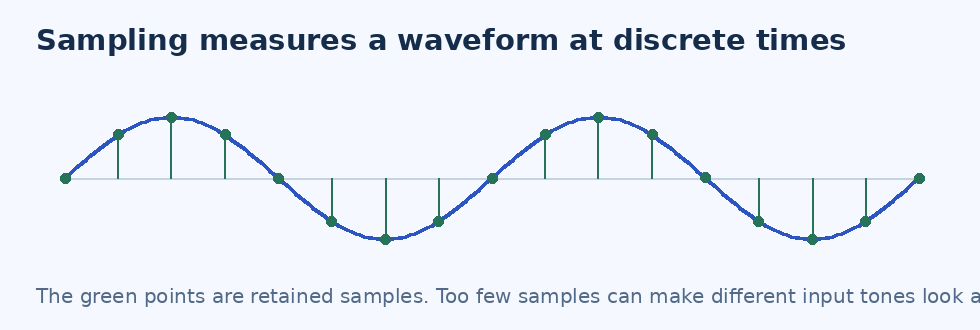 Sampling measures a waveform at discrete times
The green points are retained samples. Too few samples can make different input tones look a